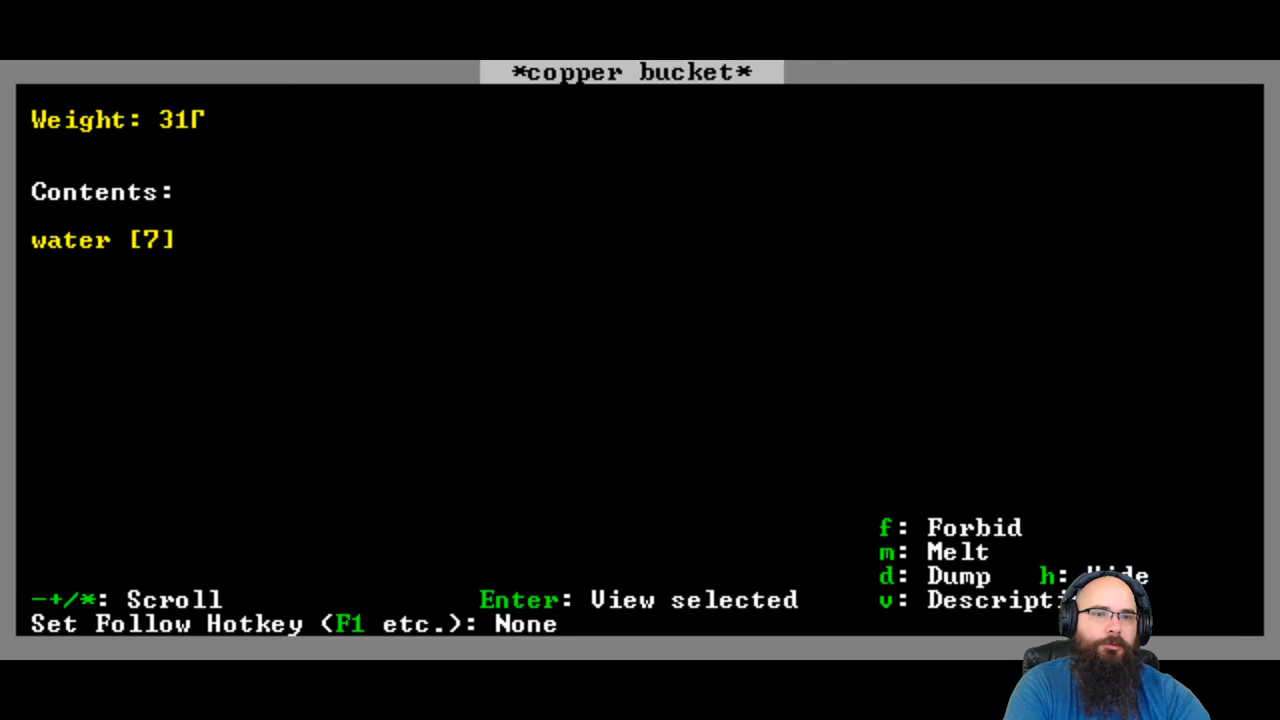 *copper bucket*
Weight: 31Γ
Contents:
water [7]
f: Forbid
m: Melt
d: Dump h:
-+/*: Scroll Enter: View selected v:
Set Follow Hotkey (F1 etc.): None